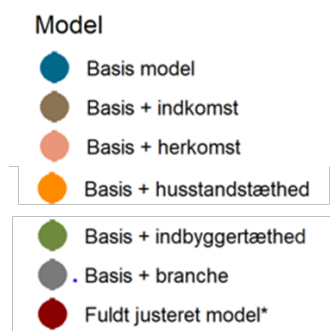 Model
Basis model
Basis + indkomst
Basis + herkomst
Basis + husstandstæthed
Basis + indbyggertæthed
Basis + branche
Fuldt justeret model*